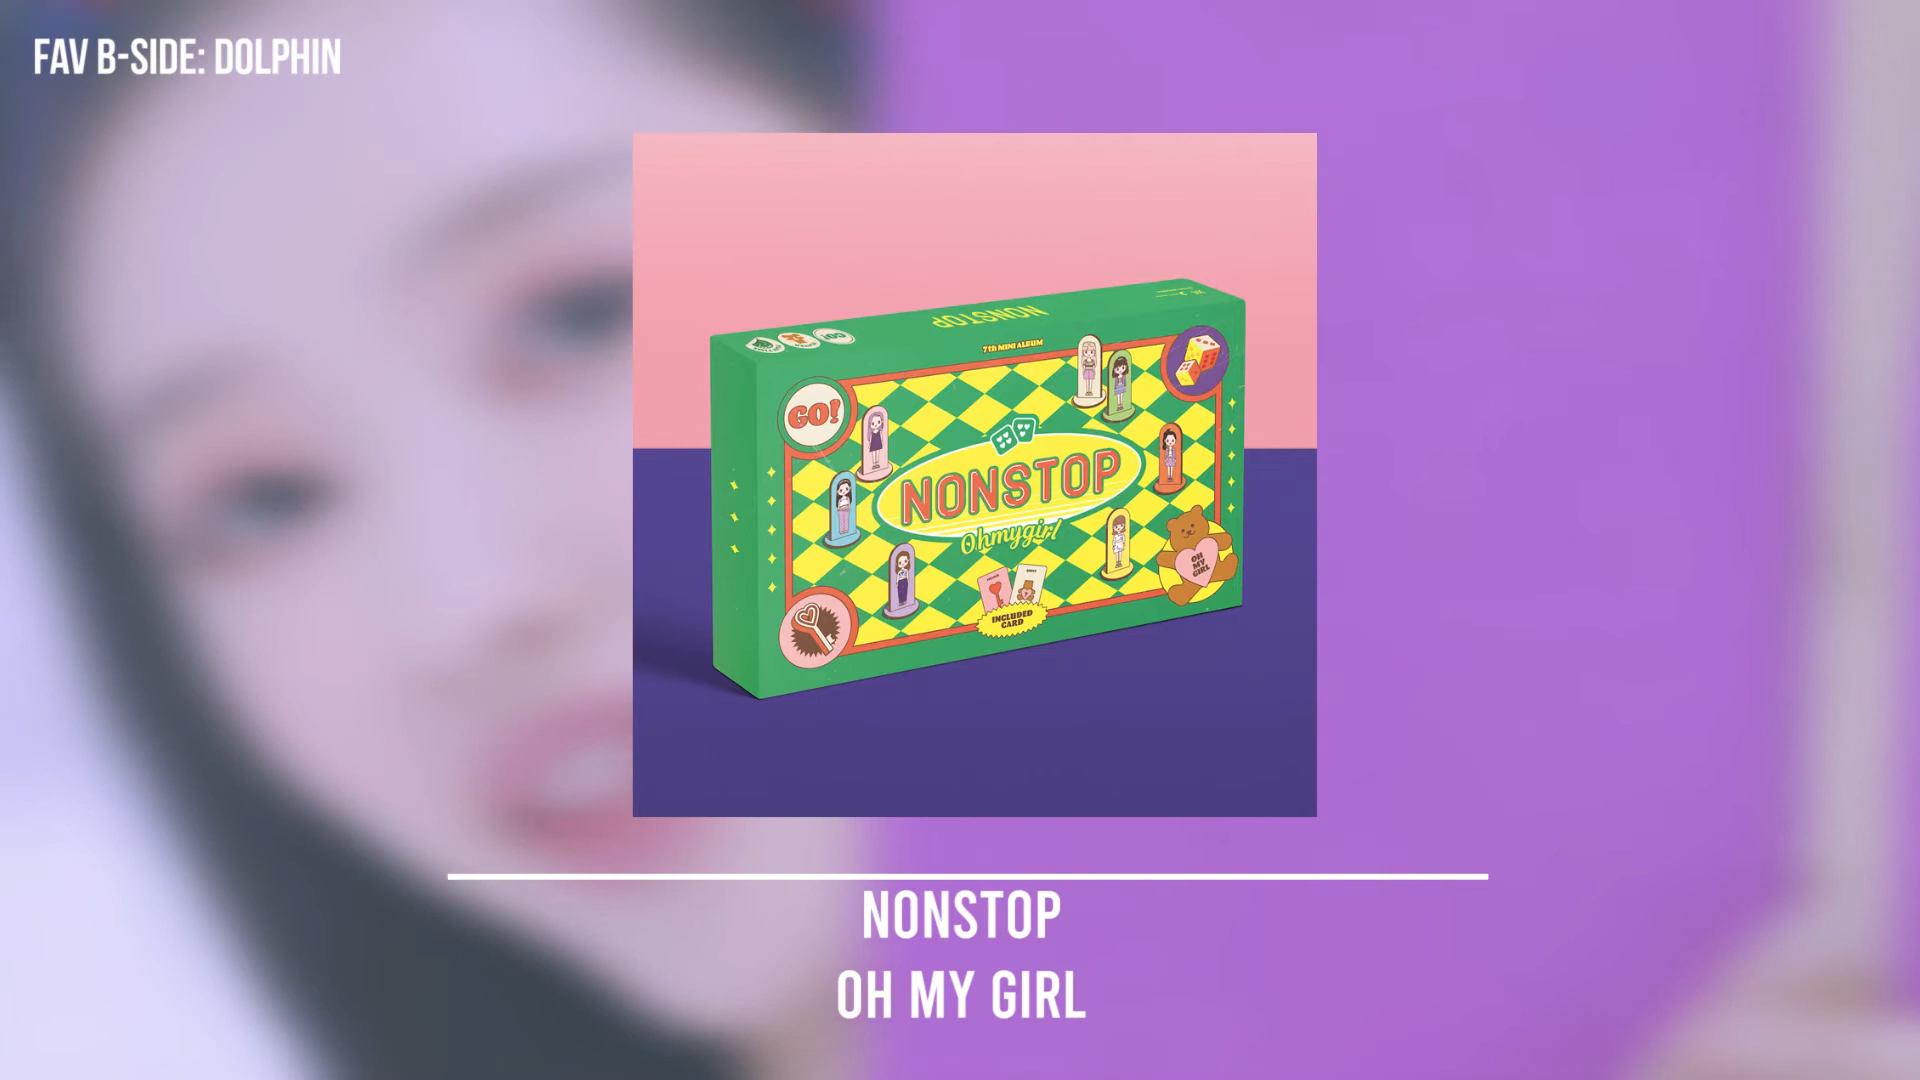 FAV B-SIDE: DOLPHIN
NONSTOP
7th MINI ALBUM
GO!
NONSTOP
Ohmygirl
OH
MY
GIRL
INCLUDED
CARD
NONSTOP
OH MY GIRL